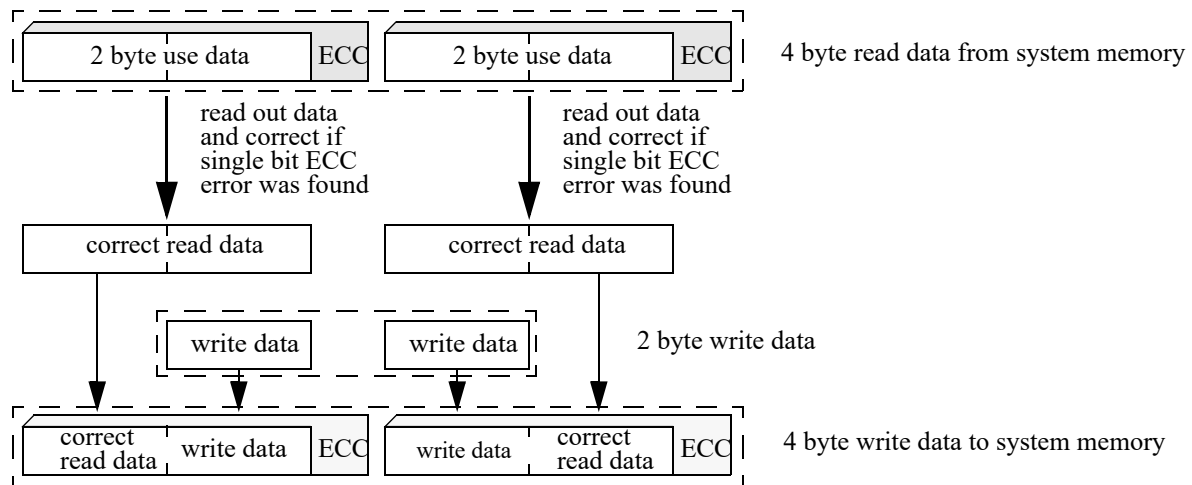 2 byte use data ECC 2 byte use data ECC 4 byte read data from system memory
read out data
and correct if
single bit ECC
error was found
read out data
and correct if
single bit ECC
error was found
correct read data correct read data
write data write data 2 byte write data
correct
read data
write data ECC
write data
correct
read data
ECC
4 byte write data to system memory